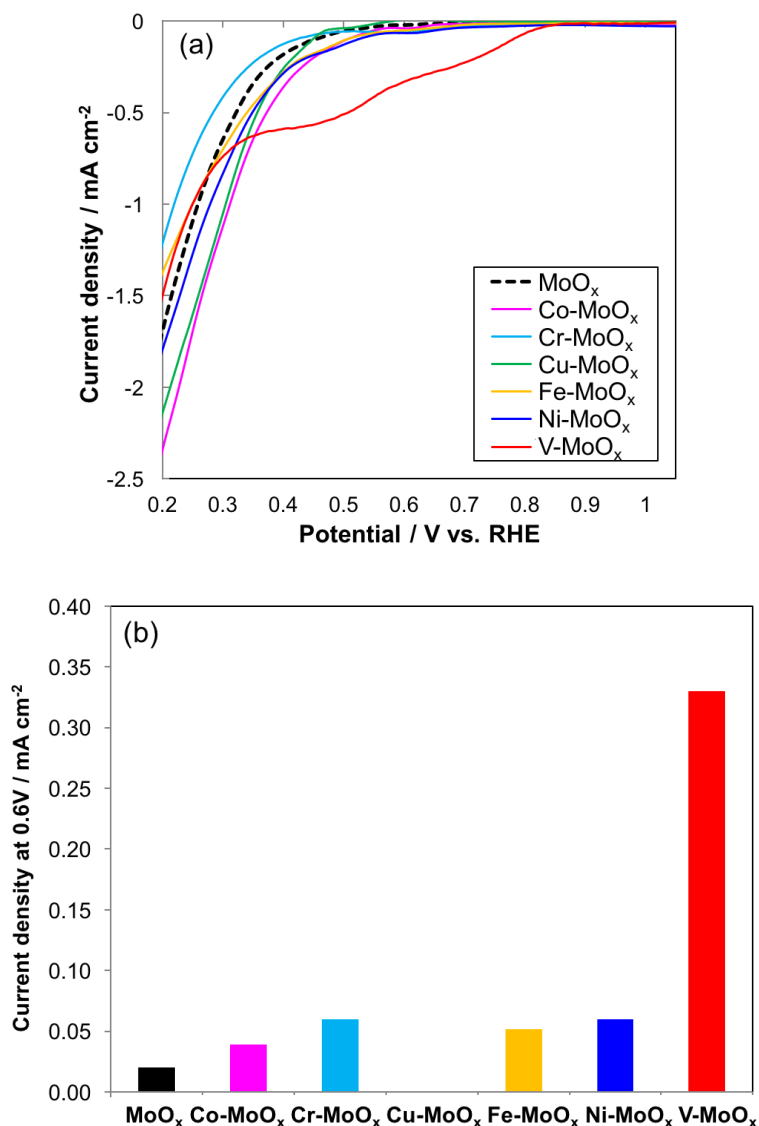 (a)
0
-0.5
-1
-1.5
-2
-2.5
Current density / mA cm⁻²
MoOₓ
Co-MoOₓ
Cr-MoOₓ
Cu-MoOₓ
Fe-MoOₓ
Ni-MoOₓ
V-MoOₓ
0.2 0.3 0.4 0.5 0.6 0.7 0.8 0.9 1
Potential / V vs. RHE
(b)
0.40
0.35
0.30
0.25
0.20
0.15
0.10
0.05
0.00
Current density at 0.6V / mA cm⁻²
MoOₓ Co-MoOₓ Cr-MoOₓ Cu-MoOₓ Fe-MoOₓ Ni-MoOₓ V-MoOₓ